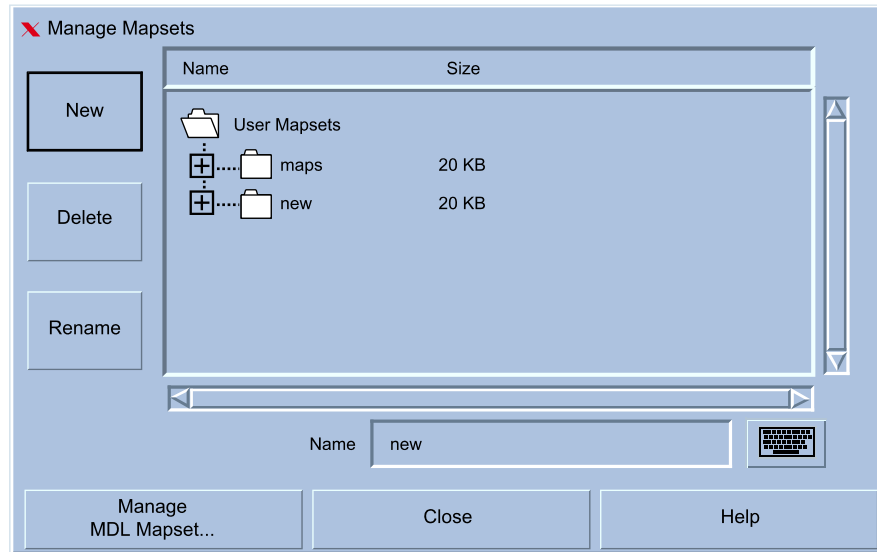 Manage Mapsets
Name Size
New
User Mapsets
maps 20 KB
new 20 KB
Delete
Rename
Name new
Manage
MDL Mapset...
Close
Help